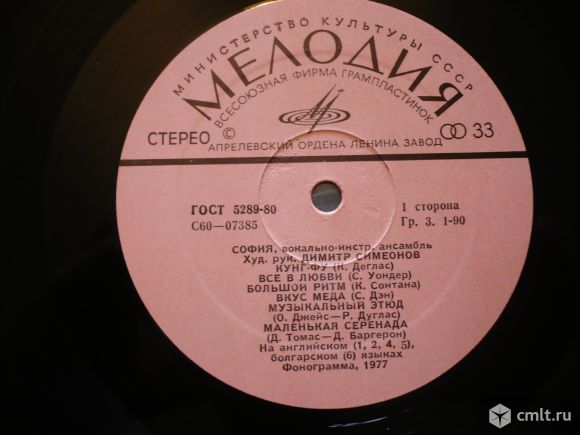 МИНИСТЕРСТВО КУЛЬТУРЫ СССР
МЕЛОДИЯ
ВСЕСОЮЗНАЯ ФИРМА ГРАМПЛАСТИНОК
СТЕРЕО © 33
АПРЕЛЕВСКИЙ ОРДЕНА ЛЕНИНА ЗАВОД
ГОСТ 5289-80 1 сторона
С60—07385 Гр. 3. 1-90
СОФИЯ, вокально-инстр. ансамбль
Худ. рук. ДИМИТР СИМЕОНОВ
КУНГ-ФУ (К. Деглас)
ВСЕ В ЛЮБВИ (С. Уондер)
БОЛЬШОЙ РИТМ (К. Сонтана)
ВКУС МЕДА (С. Дэн)
МУЗЫКАЛЬНЫЙ ЭТЮД
(О. Джейс—Р. Дуглас)
МАЛЕНЬКАЯ СЕРЕНАДА
(Д. Томас—Д. Баргерон)
На английском (1, 2, 4, 5),
болгарском (6) языках
Фонограмма, 1977
cmlt.ru